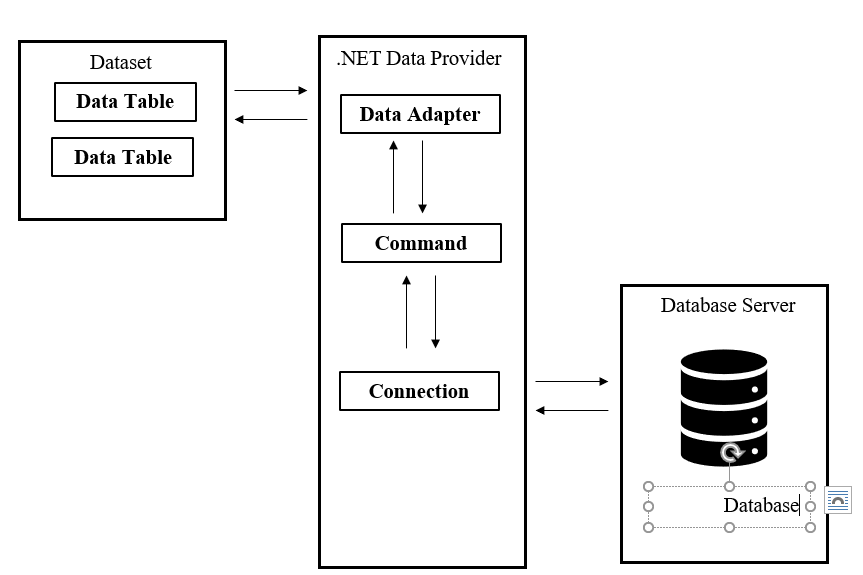 Dataset
Data Table
Data Table
.NET Data Provider
Data Adapter
Command
Connection
Database Server
Database